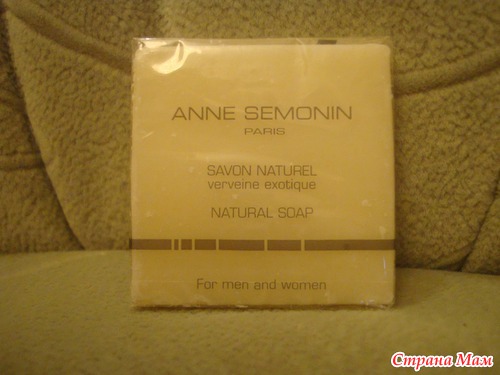 ANNE SEMONIN
PARIS
SAVON NATUREL
verveine exotique
NATURAL SOAP
For men and women
Страна Мам